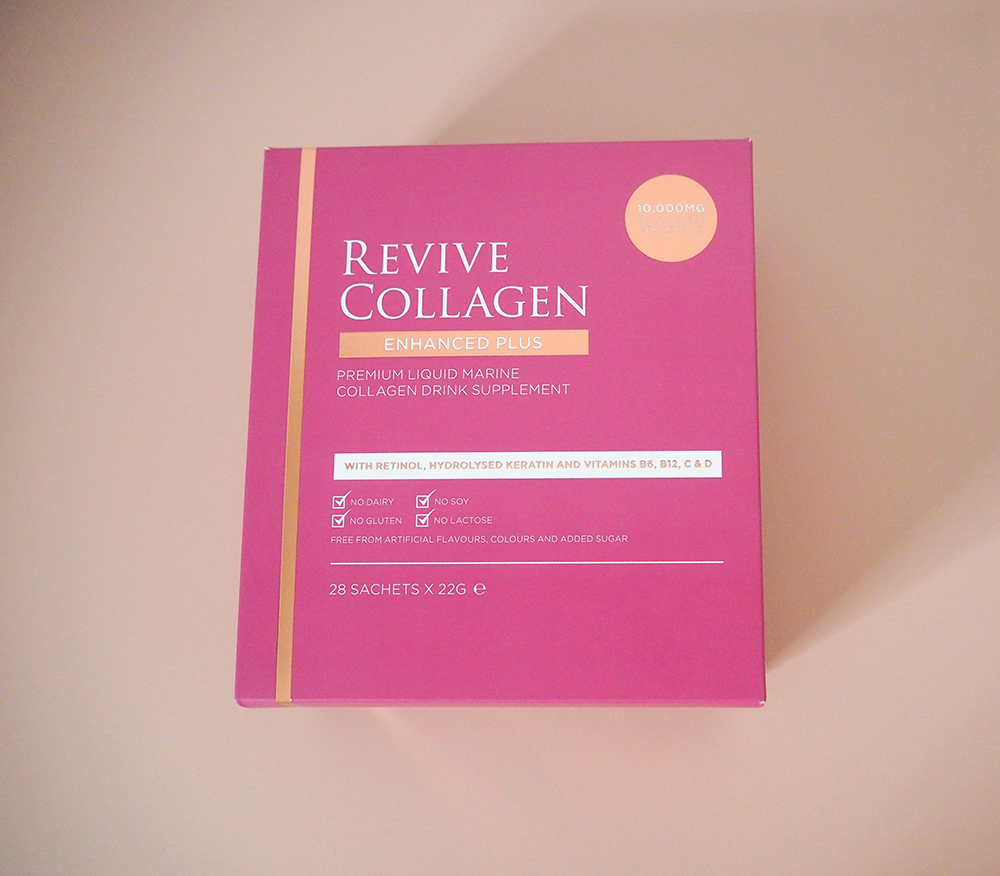 10,000MG
REVIVE
COLLAGEN
ENHANCED PLUS
PREMIUM LIQUID MARINE
COLLAGEN DRINK SUPPLEMENT
WITH RETINOL, HYDROLYSED KERATIN AND VITAMINS B6, B12, C & D
NO DAIRY NO SOY
NO GLUTEN NO LACTOSE
FREE FROM ARTIFICIAL FLAVOURS, COLOURS AND ADDED SUGAR
28 SACHETS X 22G ℮